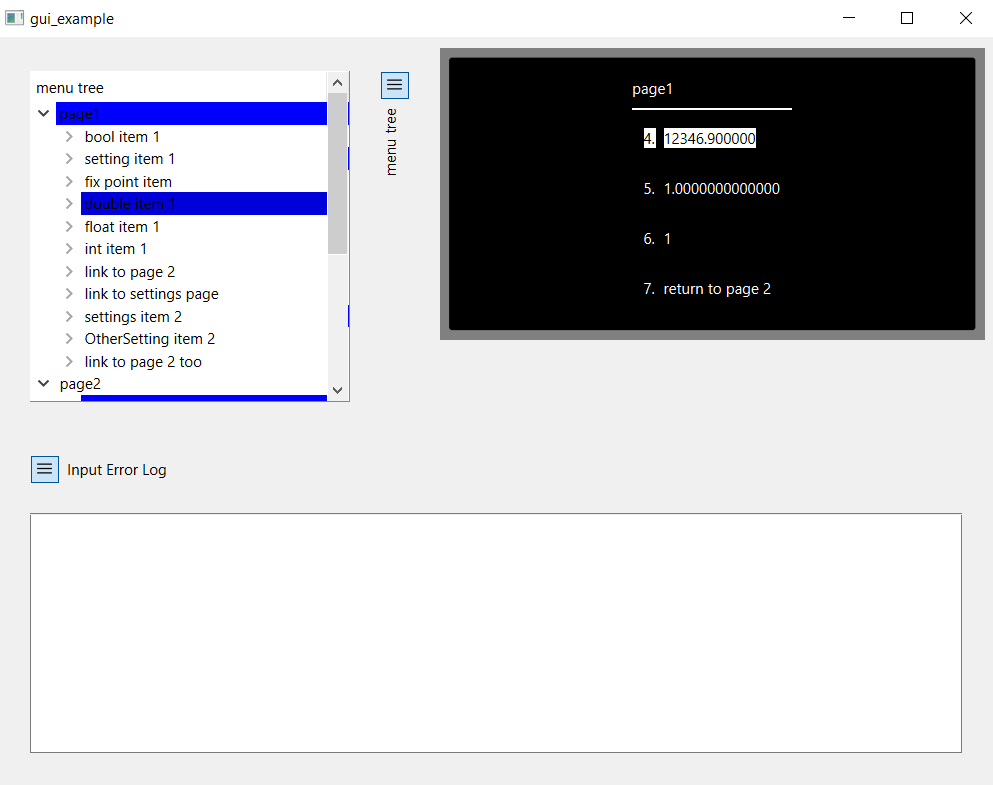 gui_example
menu tree
page1
bool item 1
setting item 1
fix point item
double item 1
float item 1
int item 1
link to page 2
link to settings page
settings item 2
OtherSetting item 2
link to page 2 too
page2
menu tree
page1
4. 12346.900000
5. 1.0000000000000
6. 1
7. return to page 2
Input Error Log